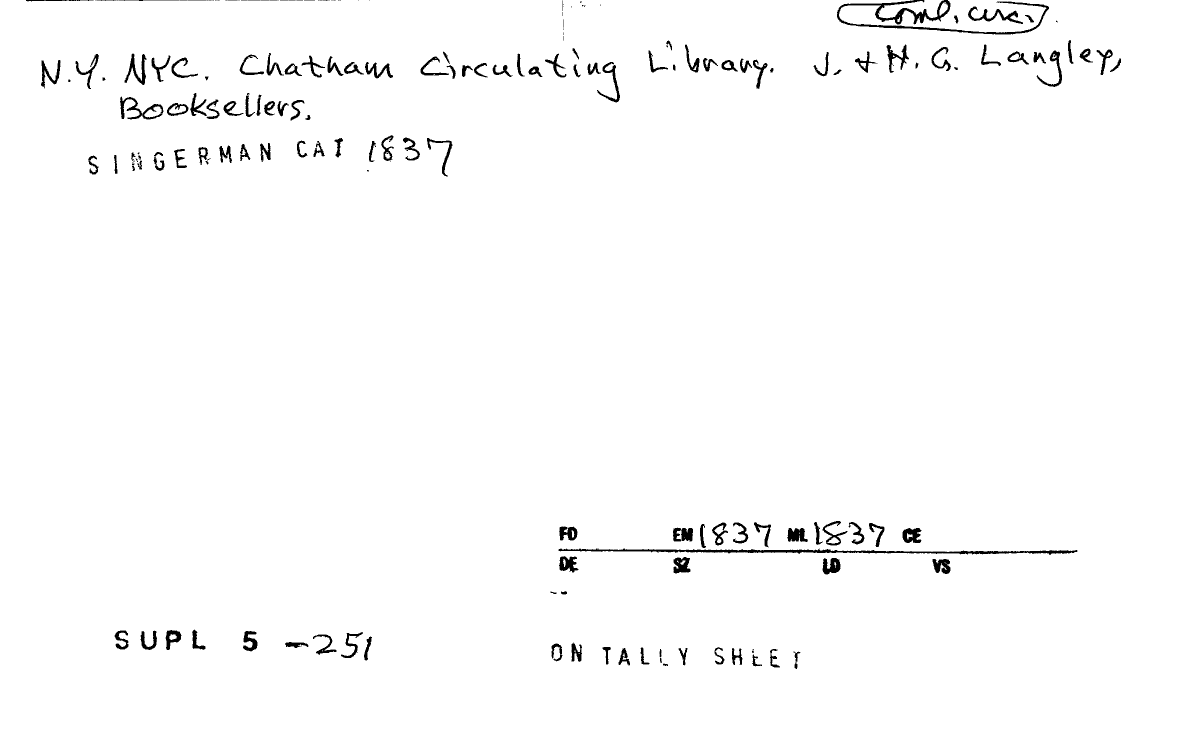 Coml. circ.
N.Y. NYC. Chatham Circulating Library. J. + H. G. Langley,
Booksellers.
SINGERMAN CAT 1837
FD EM 1837 ML 1837 CE
DE SZ LD VS
SUPL 5 -251
ON TALLY SHEET